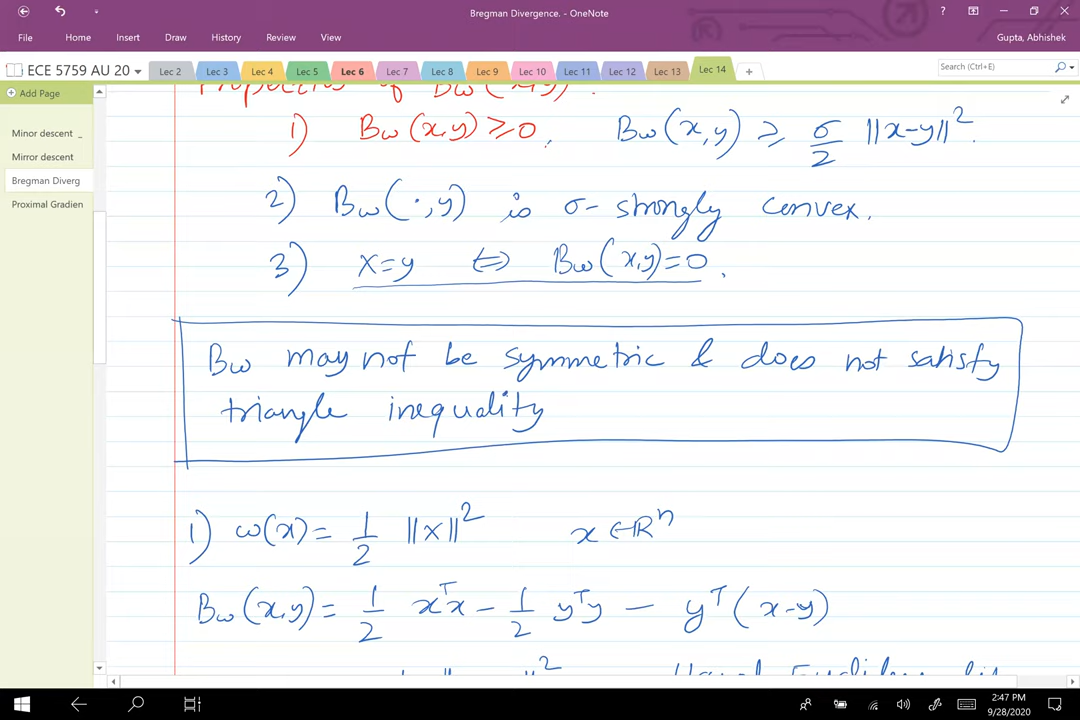 Bregman Divergence. - OneNote
?
Gupta, Abhishek
File Home Insert Draw History Review View
ECE 5759 AU 20
Lec 2 Lec 3 Lec 4 Lec 5 Lec 6 Lec 7 Lec 8 Lec 9 Lec 10 Lec 11 Lec 12 Lec 13 Lec 14 +
Search (Ctrl+E)
Add Page
Minor descent _
Minor descent
Bregman Diverg
Proximal Gradien
Properties of Bω(x,y):
1) Bω(x,y) ≥ 0, Bω(x,y) ≥ σ/2 ||x-y||².
2) Bω(·,y) is σ- strongly convex.
3) x=y ⇔ Bω(x,y)=0.
Bω may not be symmetric & does not satisfy
triangle inequality
1) ω(x)= 1/2 ||x||² x ∈ ℝⁿ
Bω(x,y)= 1/2 xᵀx - 1/2 yᵀy - yᵀ(x-y)
2:47 PM
9/28/2020